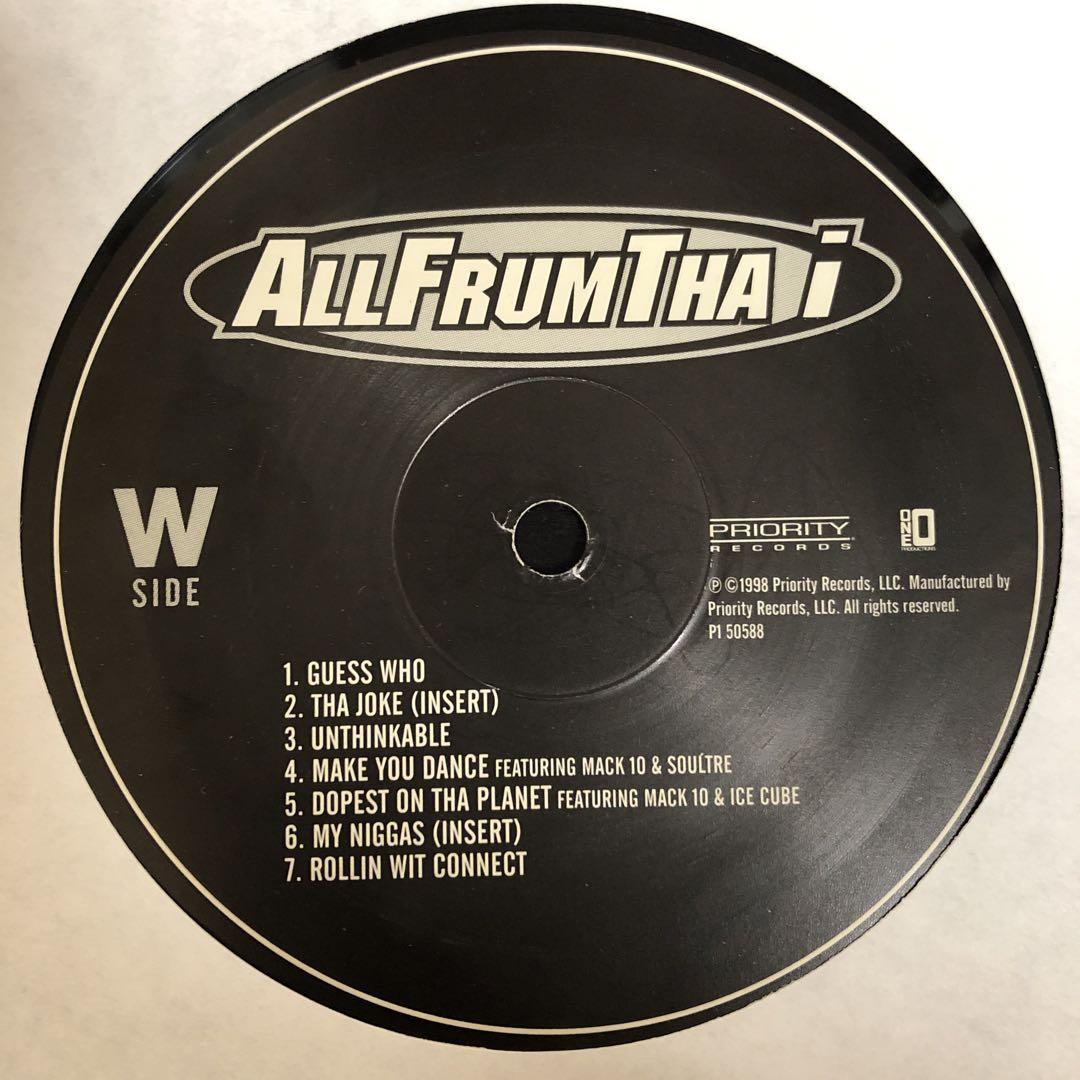 ALLFRUMTHA i
W
SIDE
PRIORITY
RECORDS
ONE
O
PRODUCTIONS
℗ ©1998 Priority Records, LLC. Manufactured by
Priority Records, LLC. All rights reserved.
P1 50588
1. GUESS WHO
2. THA JOKE (INSERT)
3. UNTHINKABLE
4. MAKE YOU DANCE FEATURING MACK 10 & SOULTRE
5. DOPEST ON THA PLANET FEATURING MACK 10 & ICE CUBE
6. MY NIGGAS (INSERT)
7. ROLLIN WIT CONNECT